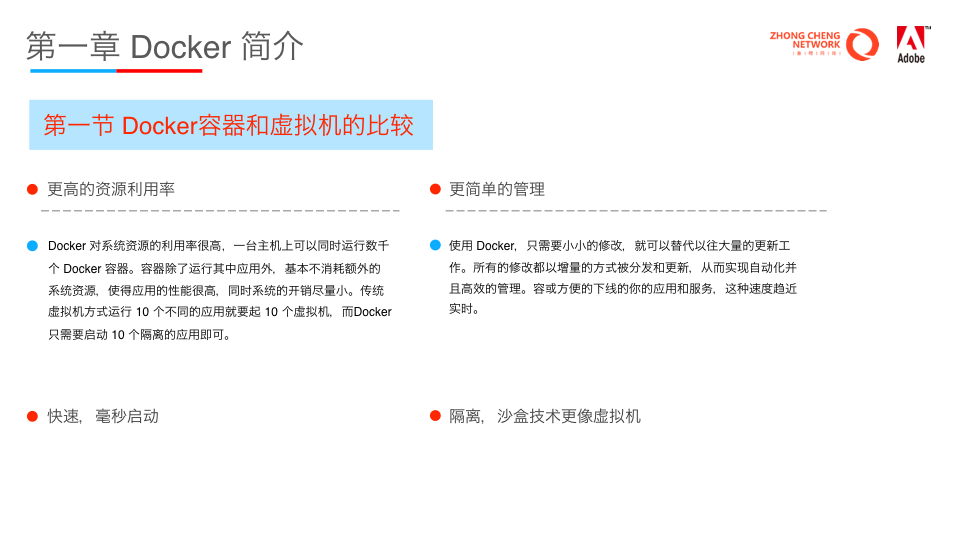 第一章 Docker 简介
ZHONG CHENG
NETWORK
Adobe
第一节 Docker容器和虚拟机的比较
更高的资源利用率
Docker 对系统资源的利用率很高，一台主机上可以同时运行数千
个 Docker 容器。容器除了运行其中应用外，基本不消耗额外的
系统资源，使得应用的性能很高，同时系统的开销尽量小。传统
虚拟机方式运行 10 个不同的应用就要起 10 个虚拟机，而Docker
只需要启动 10 个隔离的应用即可。
更简单的管理
使用 Docker，只需要小小的修改，就可以替代以往大量的更新工
作。所有的修改都以增量的方式被分发和更新，从而实现自动化并
且高效的管理。容或方便的下线的你的应用和服务，这种速度趋近
实时。
快速，毫秒启动
隔离，沙盒技术更像虚拟机